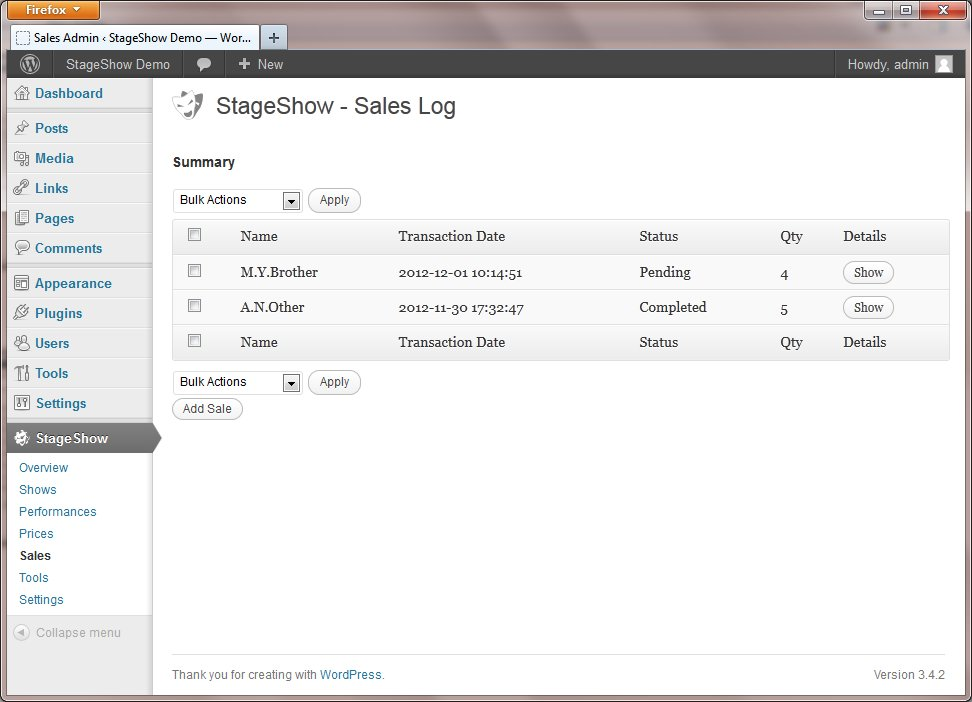 Firefox
Sales Admin ‹ StageShow Demo — Wor...
StageShow Demo
New
Howdy, admin
Dashboard
Posts
Media
Links
Pages
Comments
Appearance
Plugins
Users
Tools
Settings
StageShow
Overview
Shows
Performances
Prices
Sales
Tools
Settings
Collapse menu
StageShow - Sales Log
Summary
Bulk Actions Apply
Name Transaction Date Status Qty Details
M.Y.Brother 2012-12-01 10:14:51 Pending 4 Show
A.N.Other 2012-11-30 17:32:47 Completed 5 Show
Name Transaction Date Status Qty Details
Bulk Actions Apply
Add Sale
Thank you for creating with WordPress. Version 3.4.2